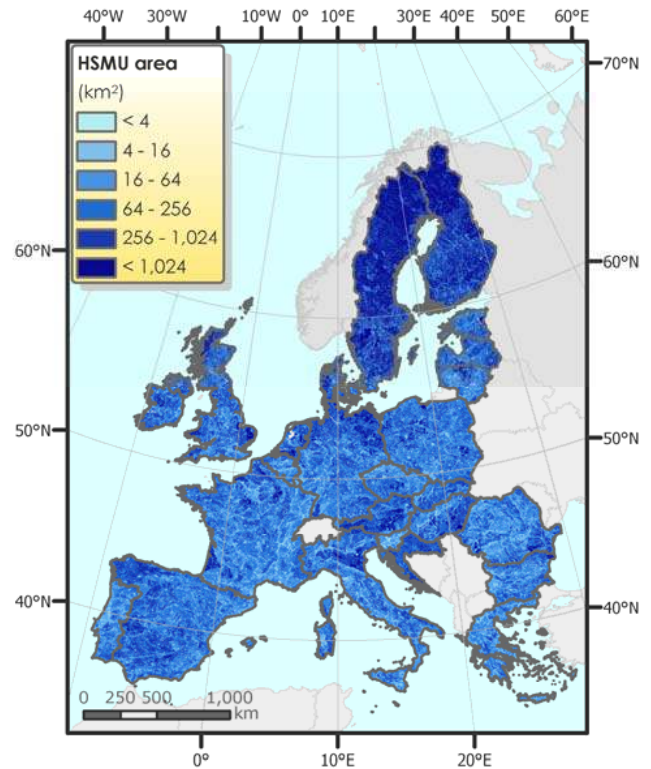 40°W 30°W 10°W 0° 10°E 30°E 40°E 50°E 60°E
HSMU area
(km²)
< 4
4 - 16
16 - 64
64 - 256
256 - 1,024
< 1,024
70°N
60°N 60°N
50°N 50°N
40°N 40°N
0 250 500 1,000
km
0° 10°E 20°E